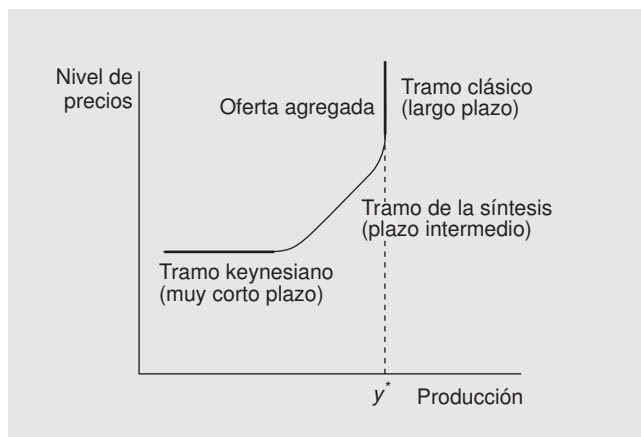 Nivel de
precios
Oferta agregada
Tramo clásico
(largo plazo)
Tramo de la síntesis
(plazo intermedio)
Tramo keynesiano
(muy corto plazo)
y*
Producción